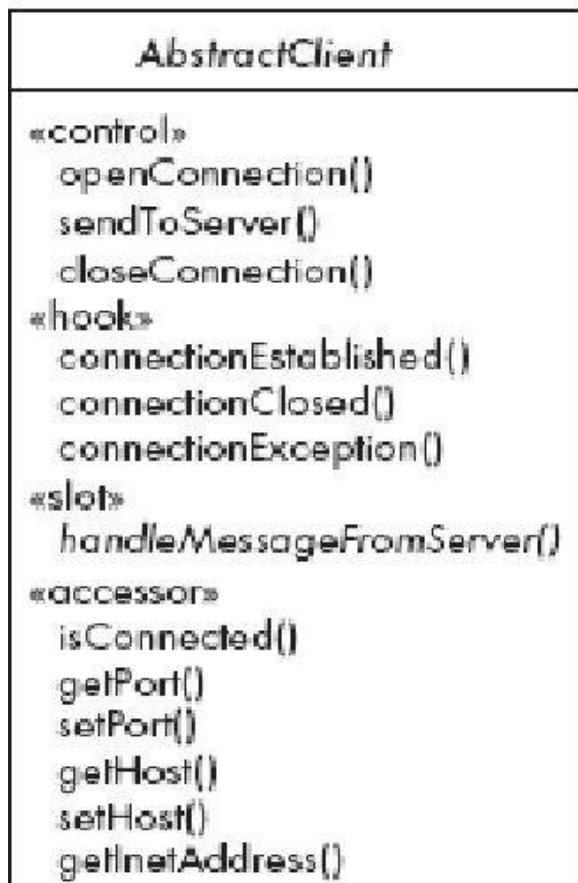 AbstractClient
«control»
openConnection()
sendToServer()
closeConnection()
«hook»
connectionEstablished()
connectionClosed()
connectionException()
«slot»
handleMessageFromServer()
«accessor»
isConnected()
getPort()
setPort()
getHost()
setHost()
getInetAddress()